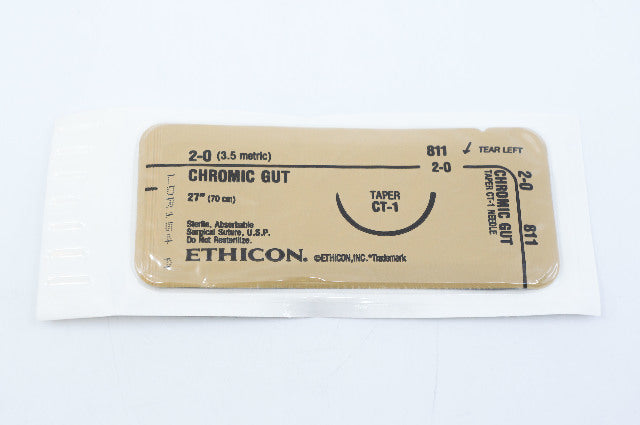 2-0 (3.5 metric)
811
TEAR LEFT
CHROMIC GUT
2-0
27" (70 cm)
TAPER
CT-1
Sterile, Absorbable
Surgical Suture, U.S.P.
Do Not Resterilize.
ETHICON. ©ETHICON, INC. *Trademark
2-0 811
CHROMIC GUT
TAPER CT-1 NEEDLE